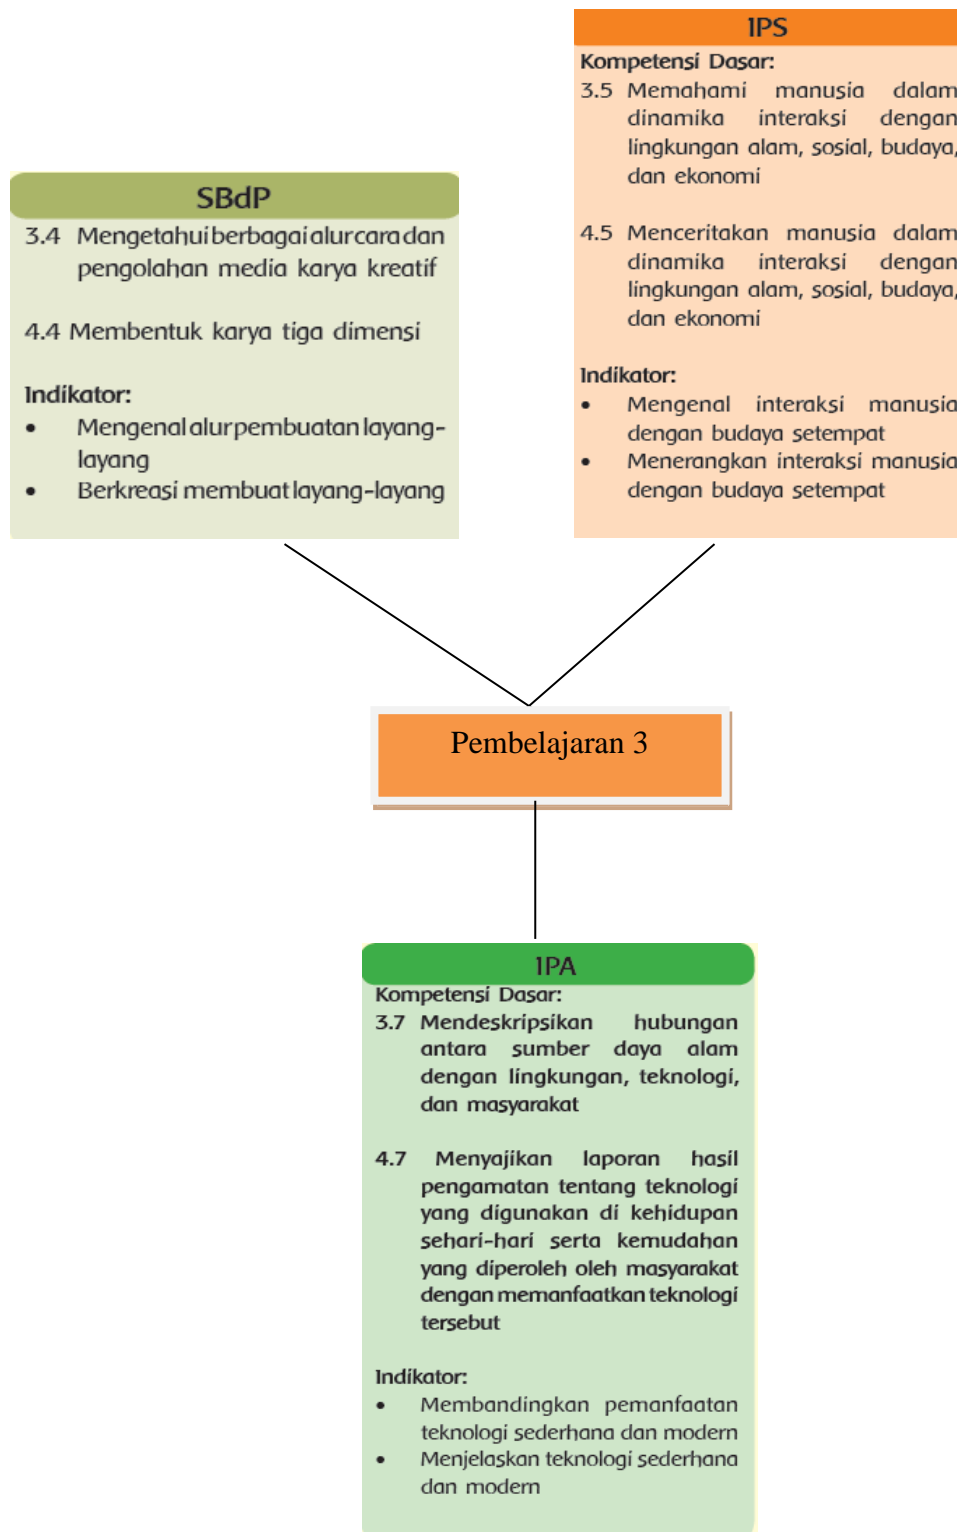 SBdP
3.4 Mengetahui berbagai alur cara dan
pengolahan media karya kreatif
4.4 Membentuk karya tiga dimensi
Indikator:
• Mengenal alur pembuatan layang-
layang
• Berkreasi membuat layang-layang
IPS
Kompetensi Dasar:
3.5 Memahami manusia dalam
dinamika interaksi dengan
lingkungan alam, sosial, budaya,
dan ekonomi
4.5 Menceritakan manusia dalam
dinamika interaksi dengan
lingkungan alam, sosial, budaya,
dan ekonomi
Indikator:
• Mengenal interaksi manusia
dengan budaya setempat
• Menerangkan interaksi manusia
dengan budaya setempat
Pembelajaran 3
IPA
Kompetensi Dasar:
3.7 Mendeskripsikan hubungan
antara sumber daya alam
dengan lingkungan, teknologi,
dan masyarakat
4.7 Menyajikan laporan hasil
pengamatan tentang teknologi
yang digunakan di kehidupan
sehari-hari serta kemudahan
yang diperoleh oleh masyarakat
dengan memanfaatkan teknologi
tersebut
Indikator:
• Membandingkan pemanfaatan
teknologi sederhana dan modern
• Menjelaskan teknologi sederhana
dan modern